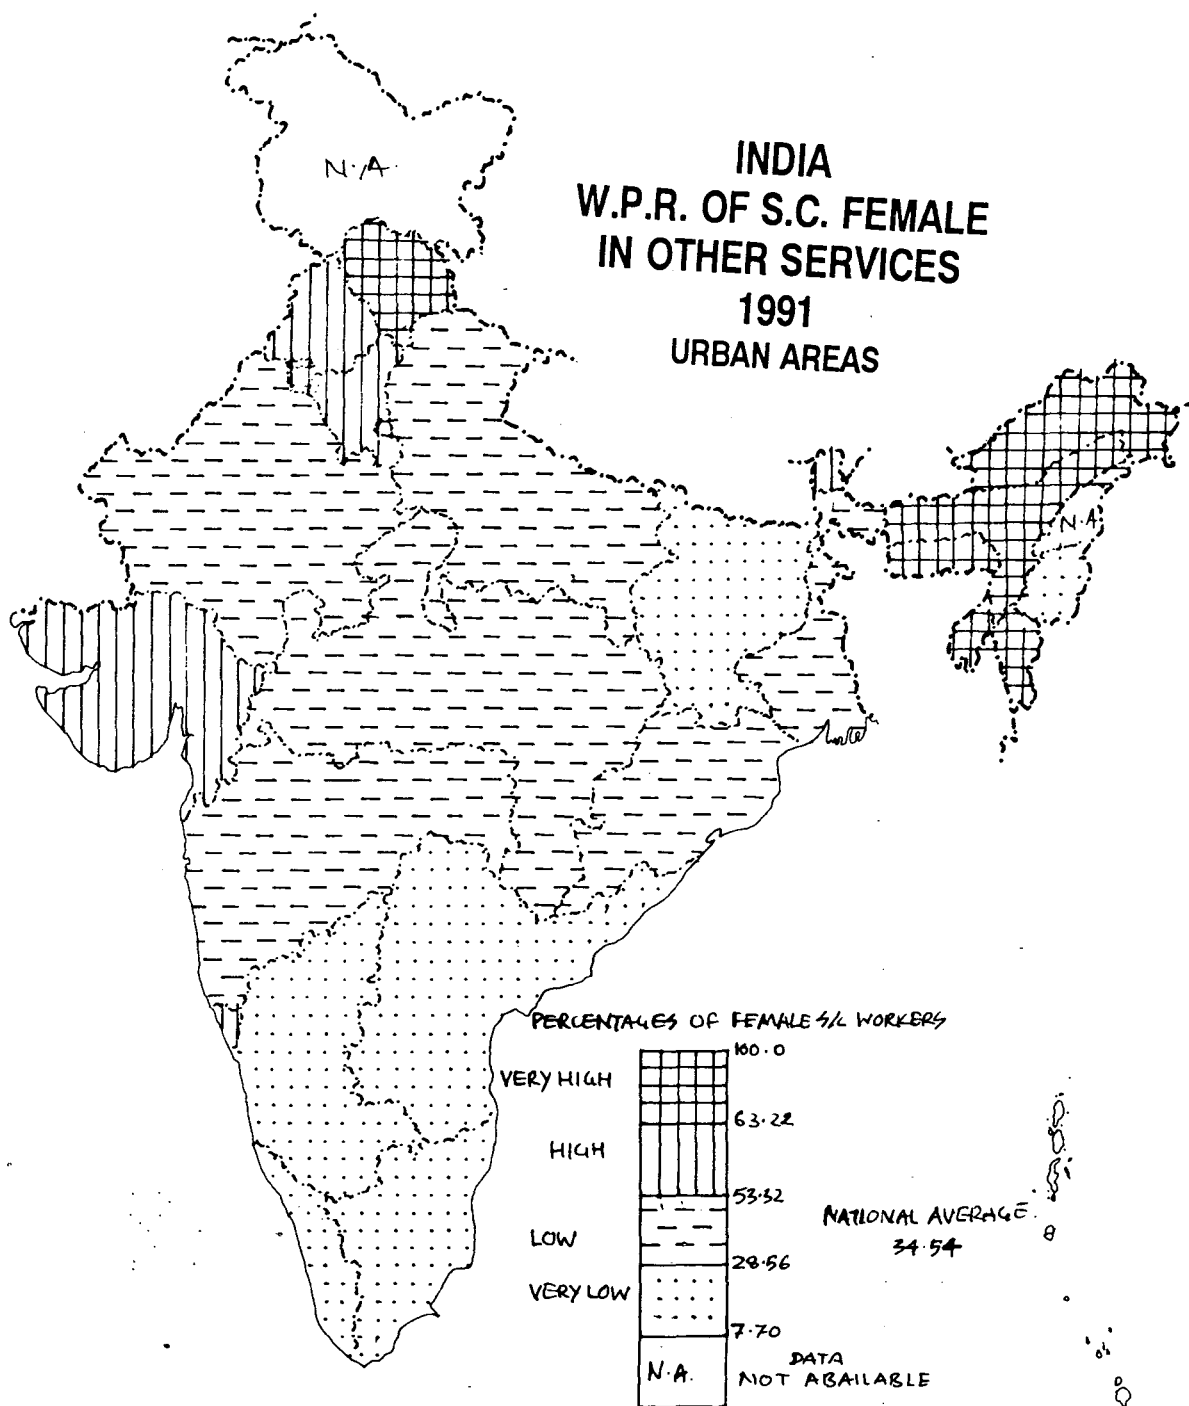 N.A.
INDIA
W.P.R. OF S.C. FEMALE
IN OTHER SERVICES
1991
URBAN AREAS
N.A
PERCENTAGES OF FEMALE S/C WORKERS
100.0
VERY HIGH
63.22
HIGH
53.32
LOW
28.56
VERY LOW
7.70
N.A.
DATA
NOT ABAILABLE
NATIONAL AVERAGE.
34.54